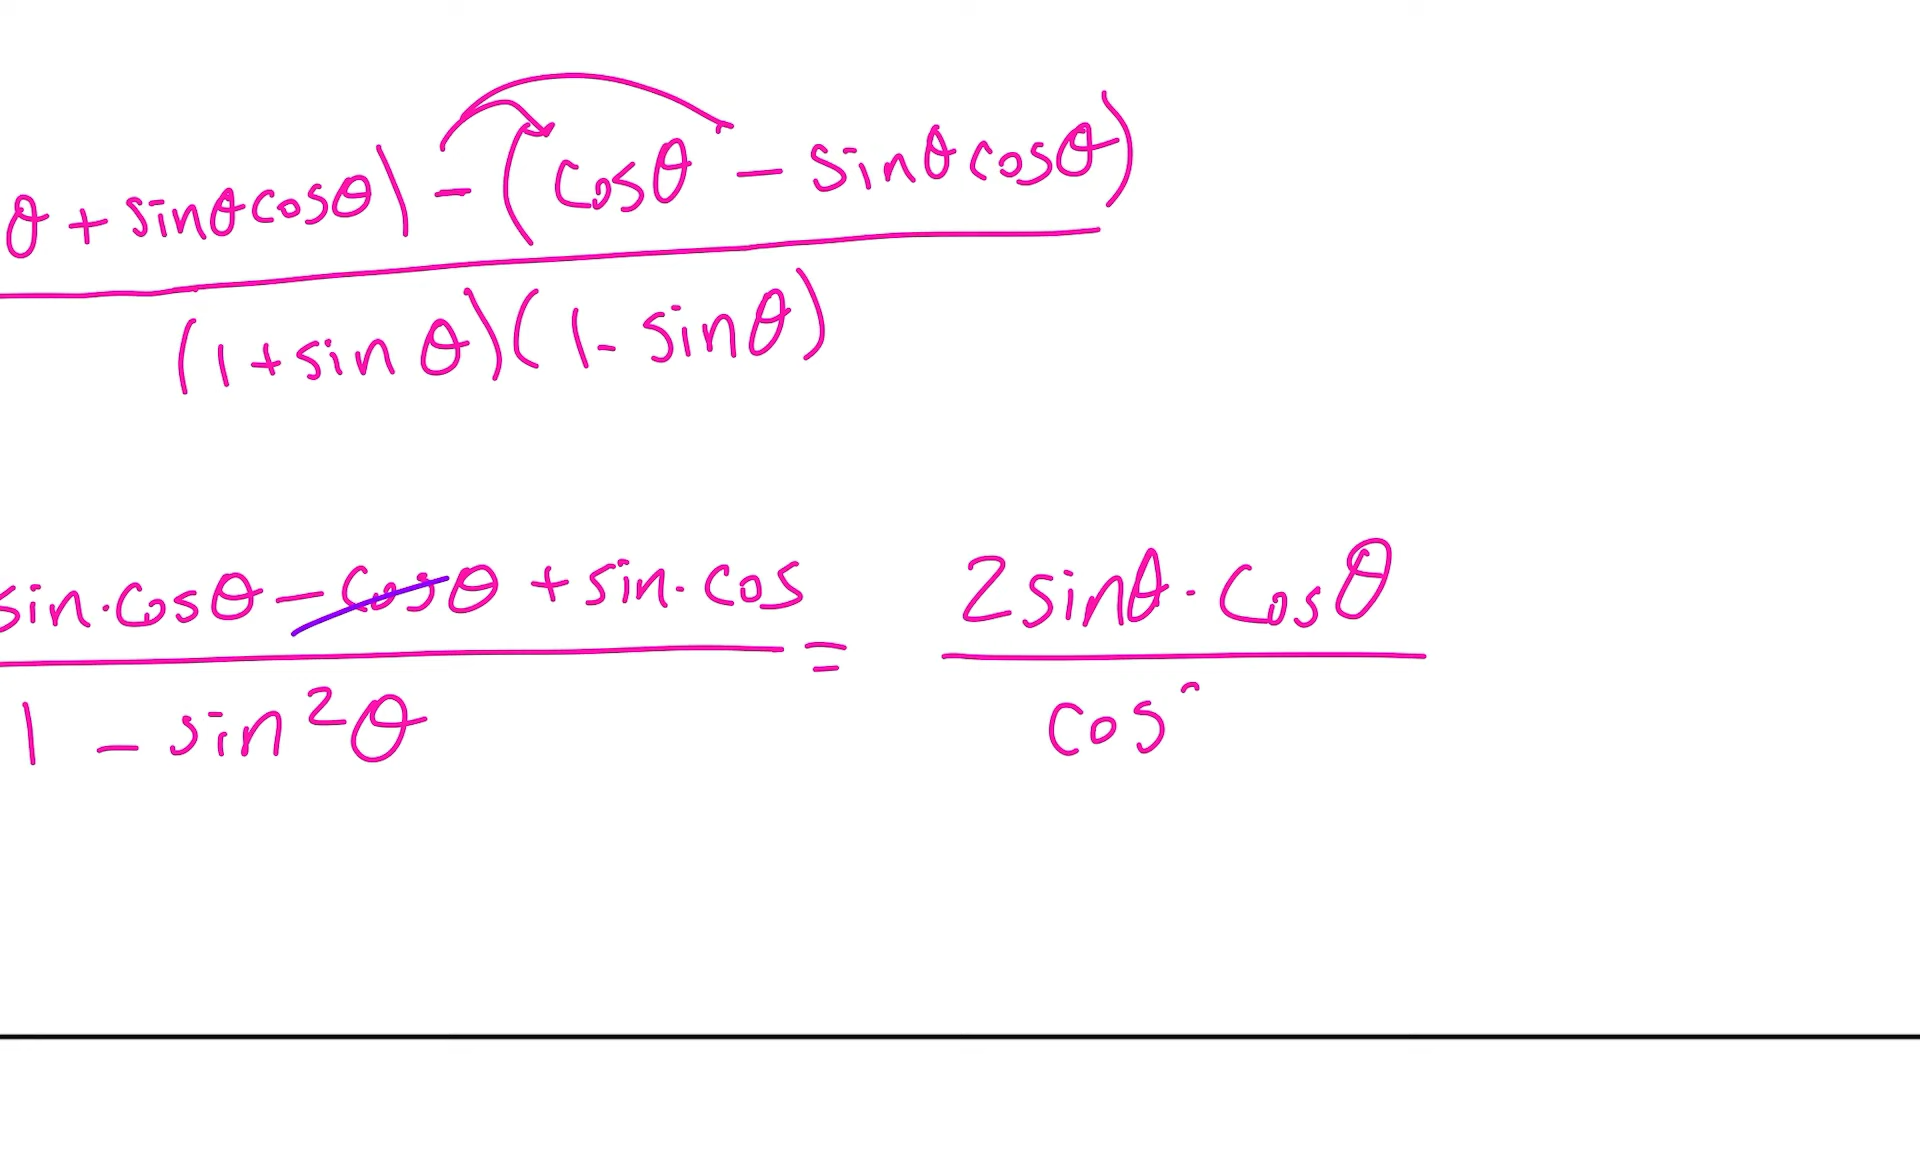 θ + sinθcosθ) - (cosθ - sinθcosθ)
(1+sin θ)(1- sinθ)
sin·cosθ - cosθ + sin·cos = 2sinθ·cosθ
1 - sin²θ cos